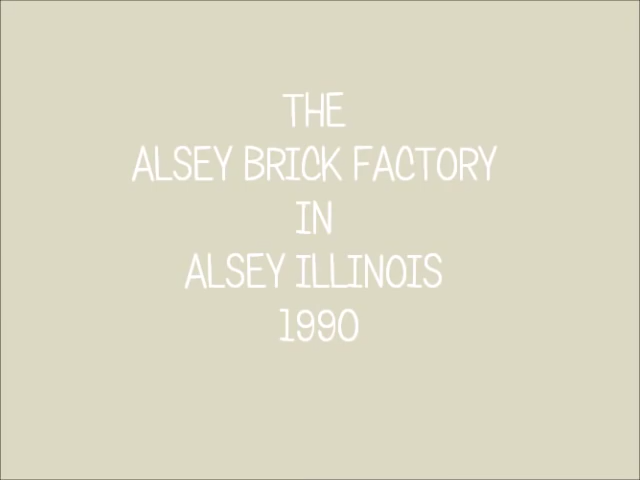 THE
ALSEY BRICK FACTORY
IN
ALSEY ILLINOIS
1990